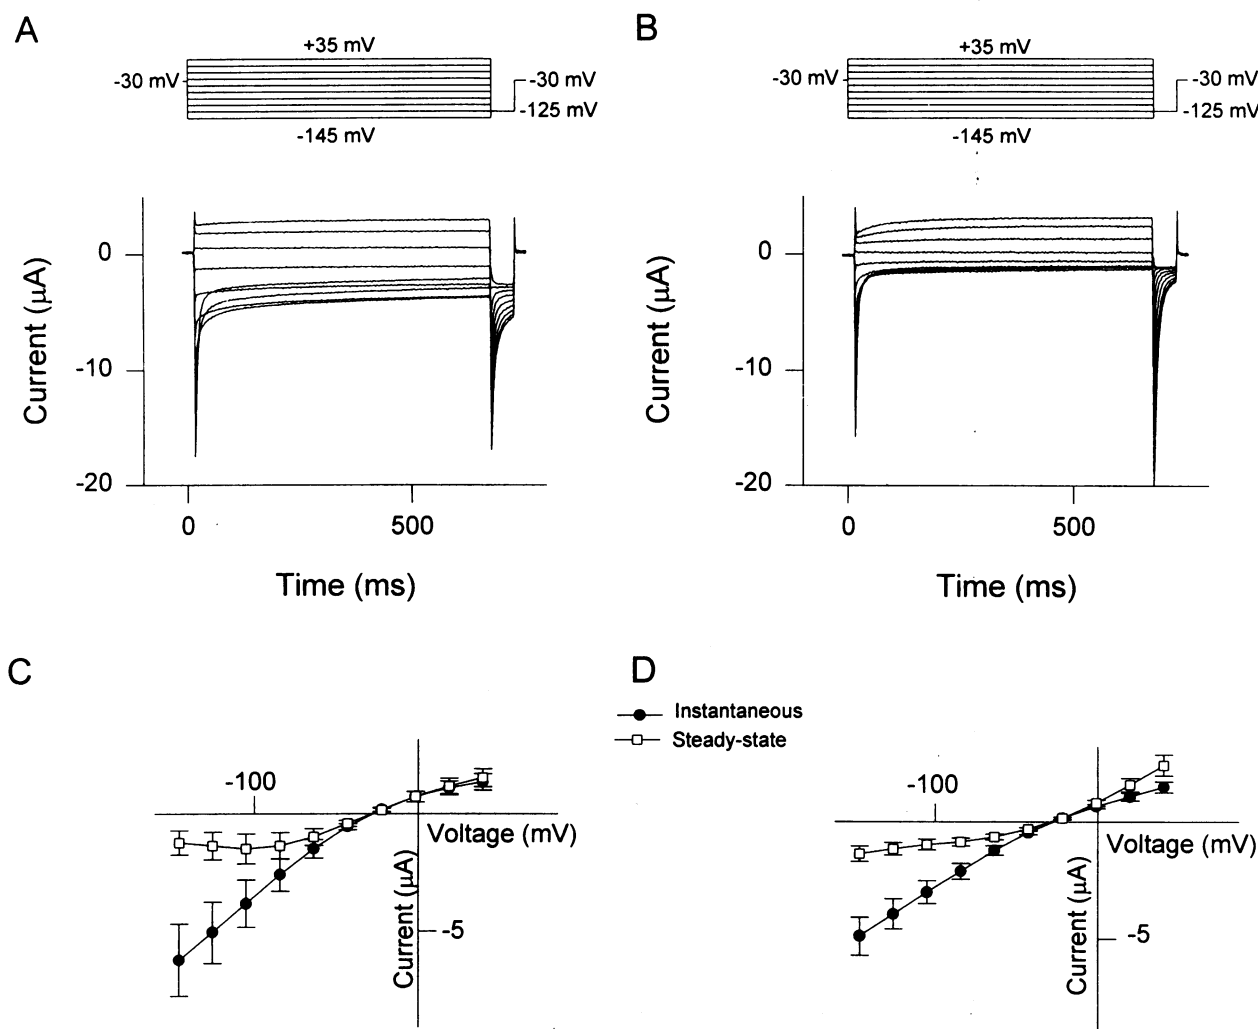 A
+35 mV
-30 mV
-30 mV
-125 mV
-145 mV
0
-10
-20
Current (µA)
0
500
Time (ms)
B
+35 mV
-30 mV
-30 mV
-125 mV
-145 mV
0
-10
-20
Current (µA)
0
500
Time (ms)
C
-100
Voltage (mV)
Current (µA)
-5
D
Instantaneous
Steady-state
-100
Voltage (mV)
Current (µA)
-5